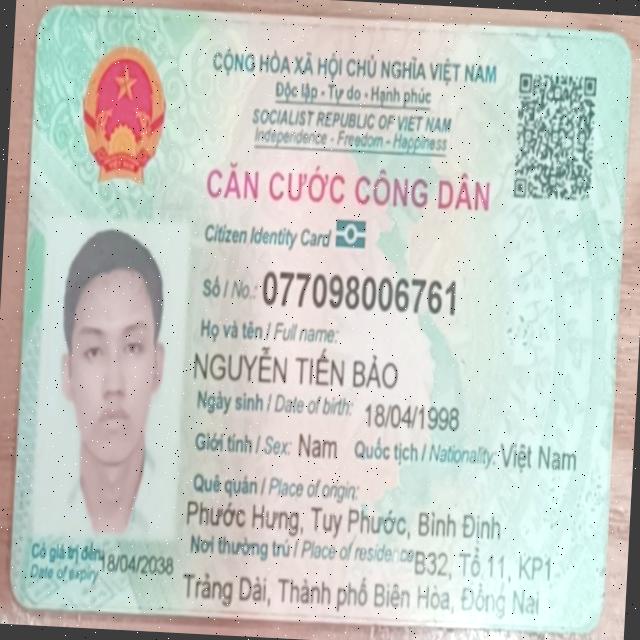 CỘNG HÒA XÃ HỘI CHỦ NGHĨA VIỆT NAM
Độc lập - Tự do - Hạnh phúc
SOCIALIST REPUBLIC OF VIET NAM
Independence - Freedom - Happiness
CĂN CƯỚC CÔNG DÂN
Citizen Identity Card
Số / No.: 077098006761
Họ và tên / Full name:
NGUYỄN TIẾN BẢO
Ngày sinh / Date of birth: 18/04/1998
Giới tính / Sex: Nam Quốc tịch / Nationality: Việt Nam
Quê quán / Place of origin:
Phước Hưng, Tuy Phước, Bình Định
Nơi thường trú / Place of residence: B32, Tổ 11, KP1
Trảng Dài, Thành phố Biên Hòa, Đồng Nai
Có giá trị đến: 18/04/2038
Date of expiry